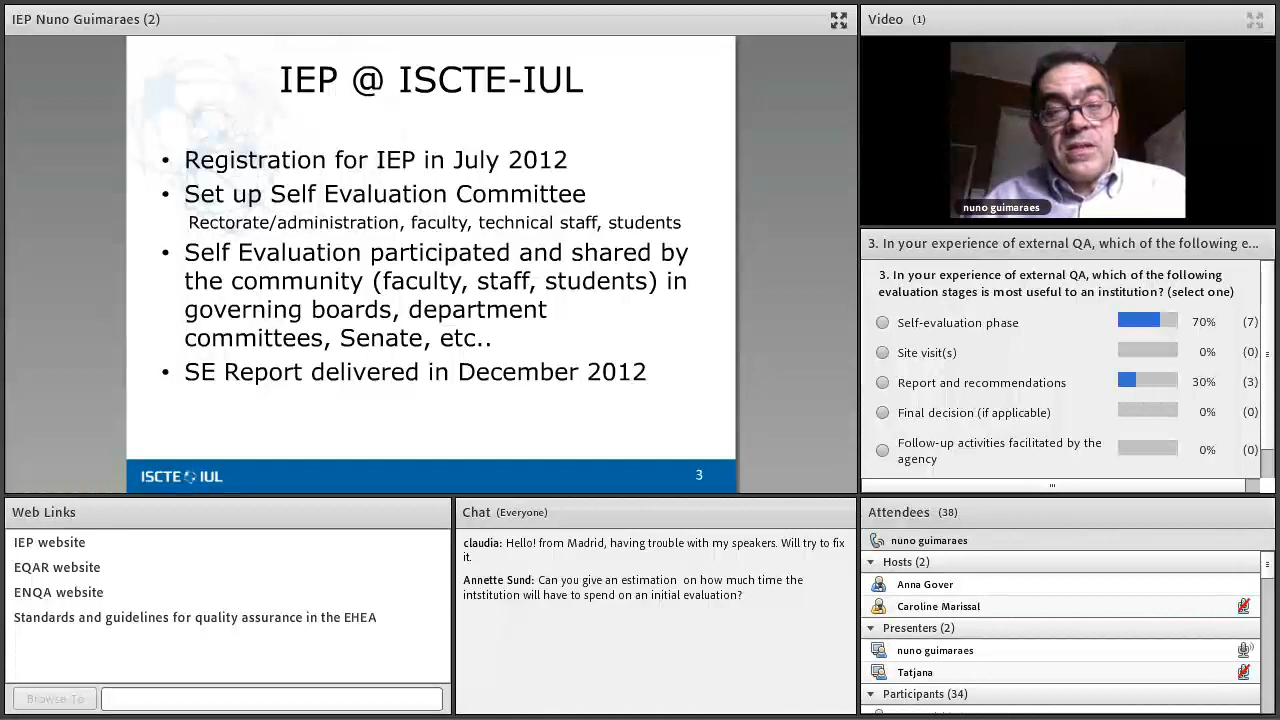 IEP Nuno Guimaraes (2)
IEP @ ISCTE-IUL
• Registration for IEP in July 2012
• Set up Self Evaluation Committee
Rectorate/administration, faculty, technical staff, students
• Self Evaluation participated and shared by
the community (faculty, staff, students) in
governing boards, department
committees, Senate, etc..
• SE Report delivered in December 2012
ISCTE IUL
3
Video (1)
nuno guimaraes
3. In your experience of external QA, which of the following e...
3. In your experience of external QA, which of the following
evaluation stages is most useful to an institution? (select one)
Self-evaluation phase 70% (7)
Site visit(s) 0% (0)
Report and recommendations 30% (3)
Final decision (if applicable) 0% (0)
Follow-up activities facilitated by the
agency 0% (0)
Web Links
IEP website
EQAR website
ENQA website
Standards and guidelines for quality assurance in the EHEA
Browse To
Chat (Everyone)
claudia: Hello! from Madrid, having trouble with my speakers. Will try to fix
it.
Annette Sund: Can you give an estimation on how much time the
intstitution will have to spend on an initial evaluation?
Attendees (38)
nuno guimaraes
Hosts (2)
Anna Gover
Caroline Marissal
Presenters (2)
nuno guimaraes
Tatjana
Participants (34)